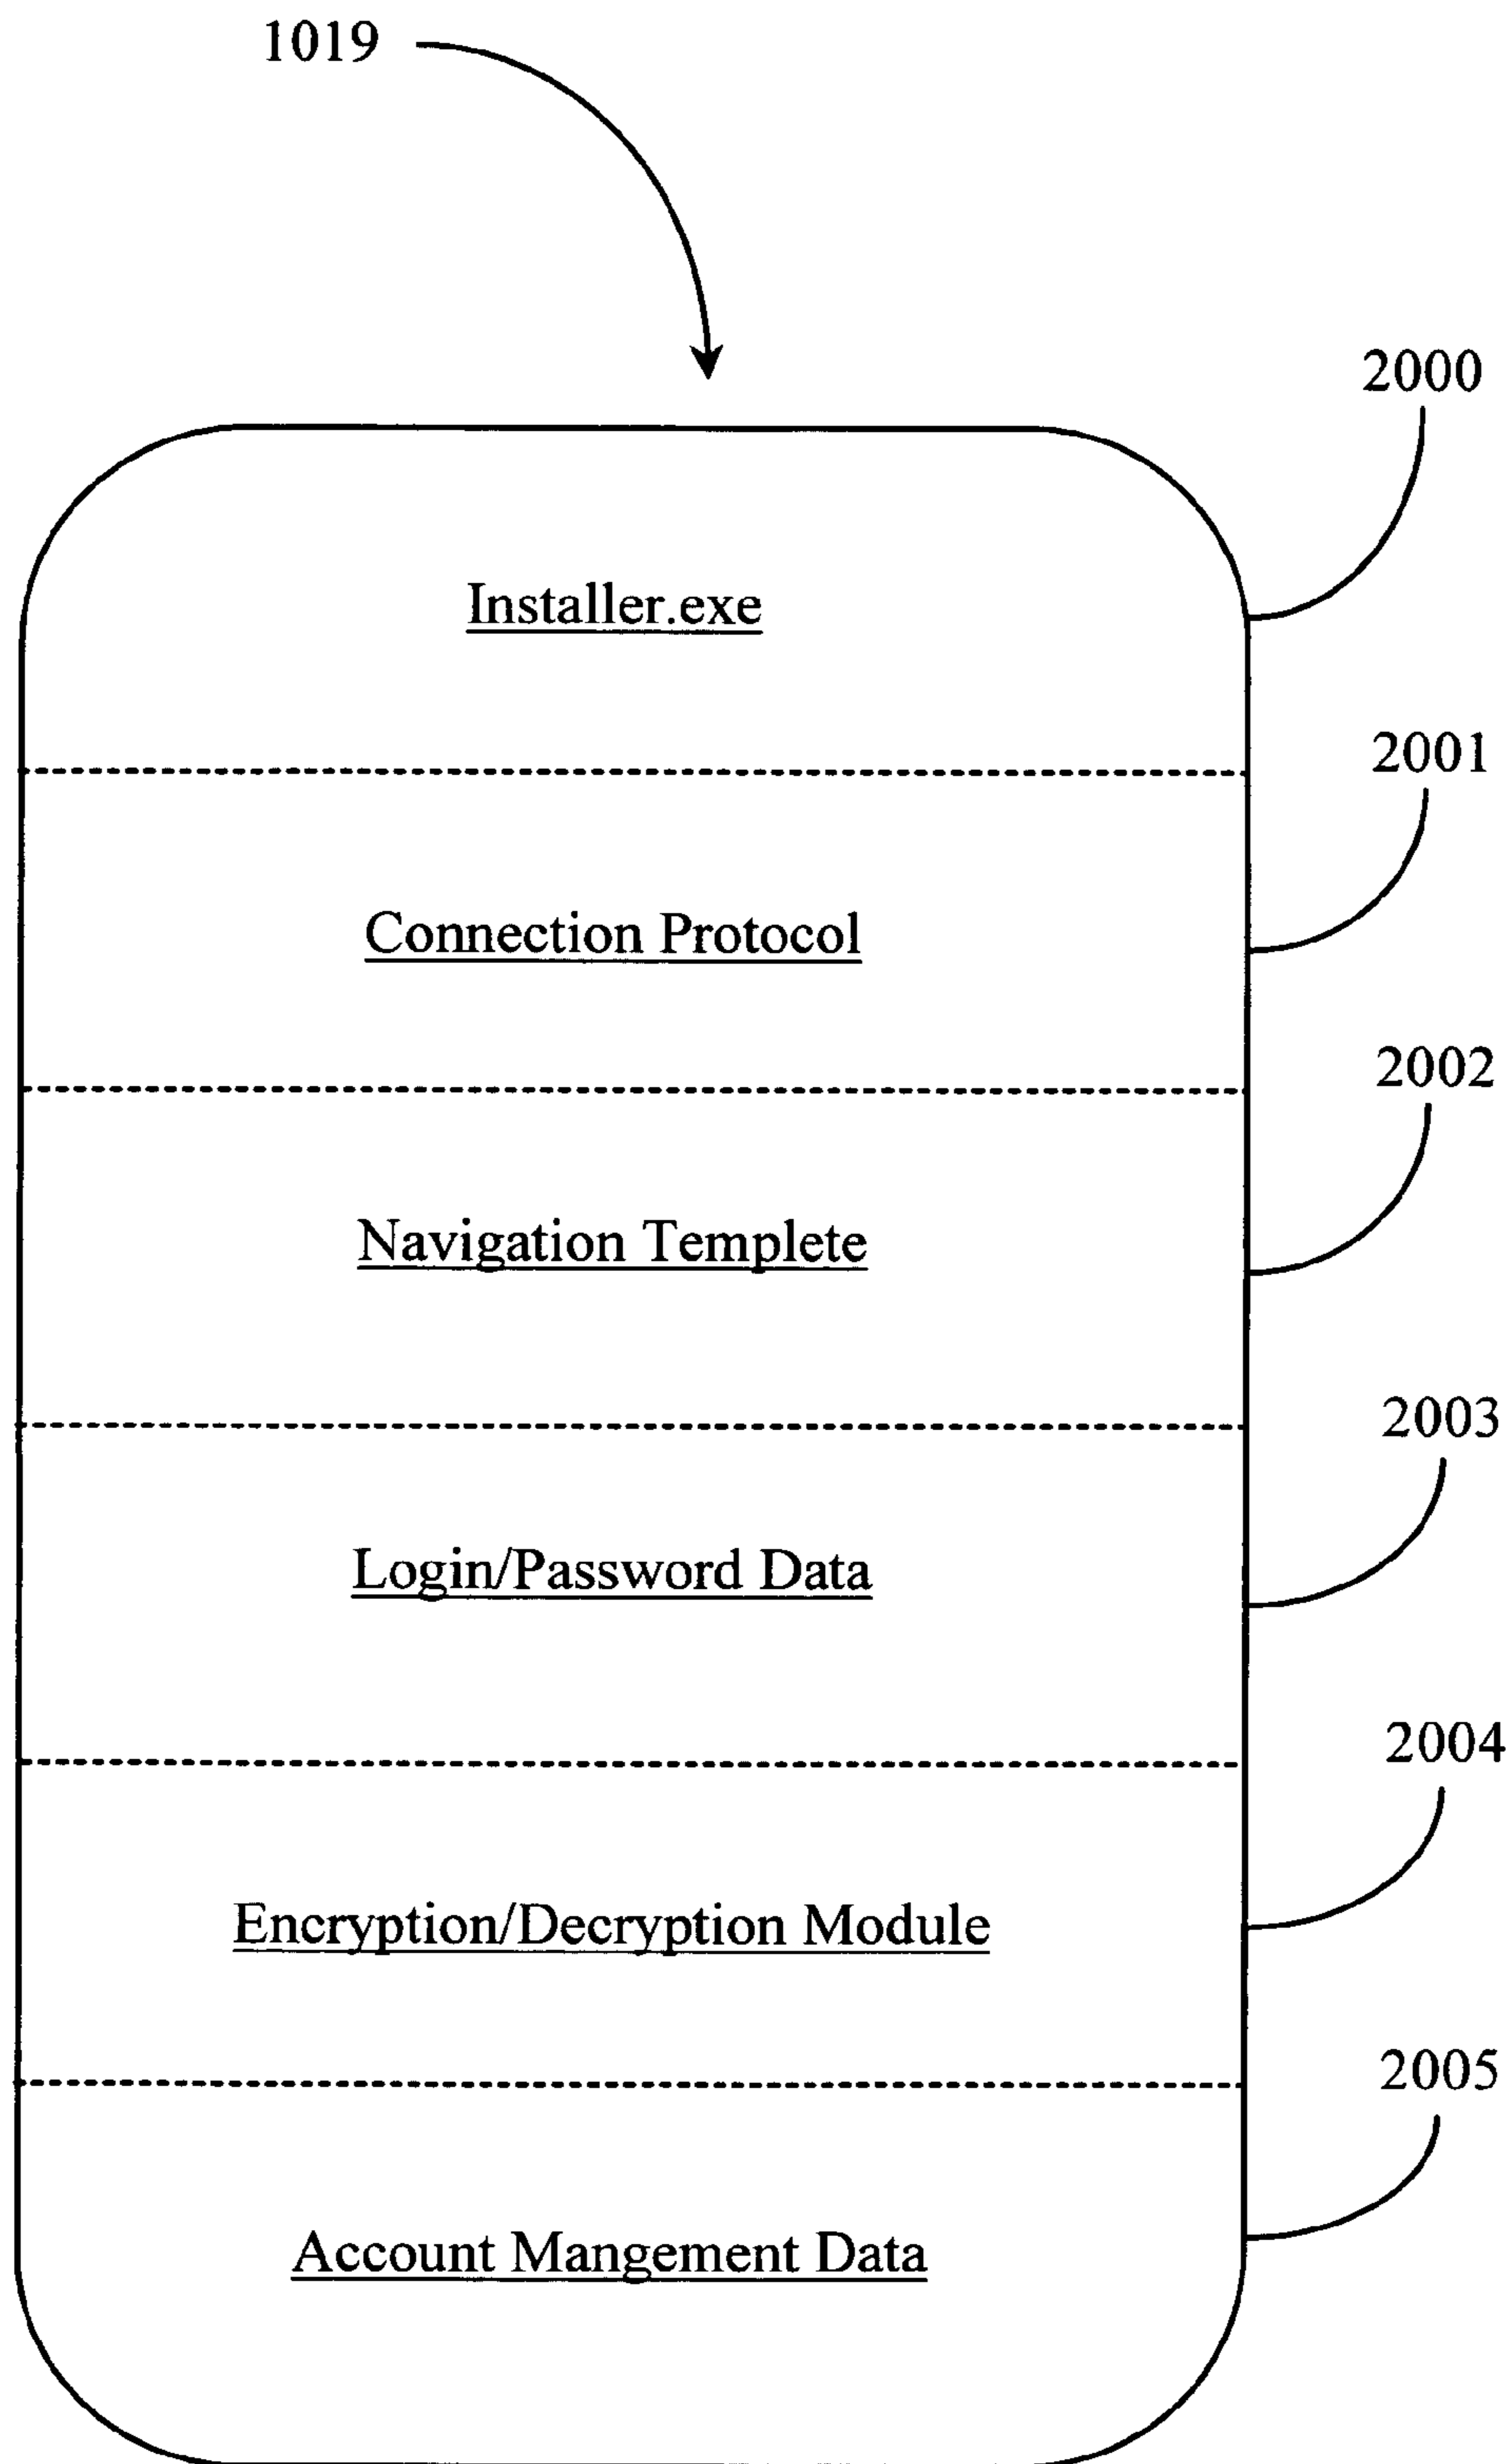 1019
2000
Installer.exe
2001
Connection Protocol
2002
Navigation Templete
2003
Login/Password Data
2004
Encryption/Decryption Module
2005
Account Mangement Data